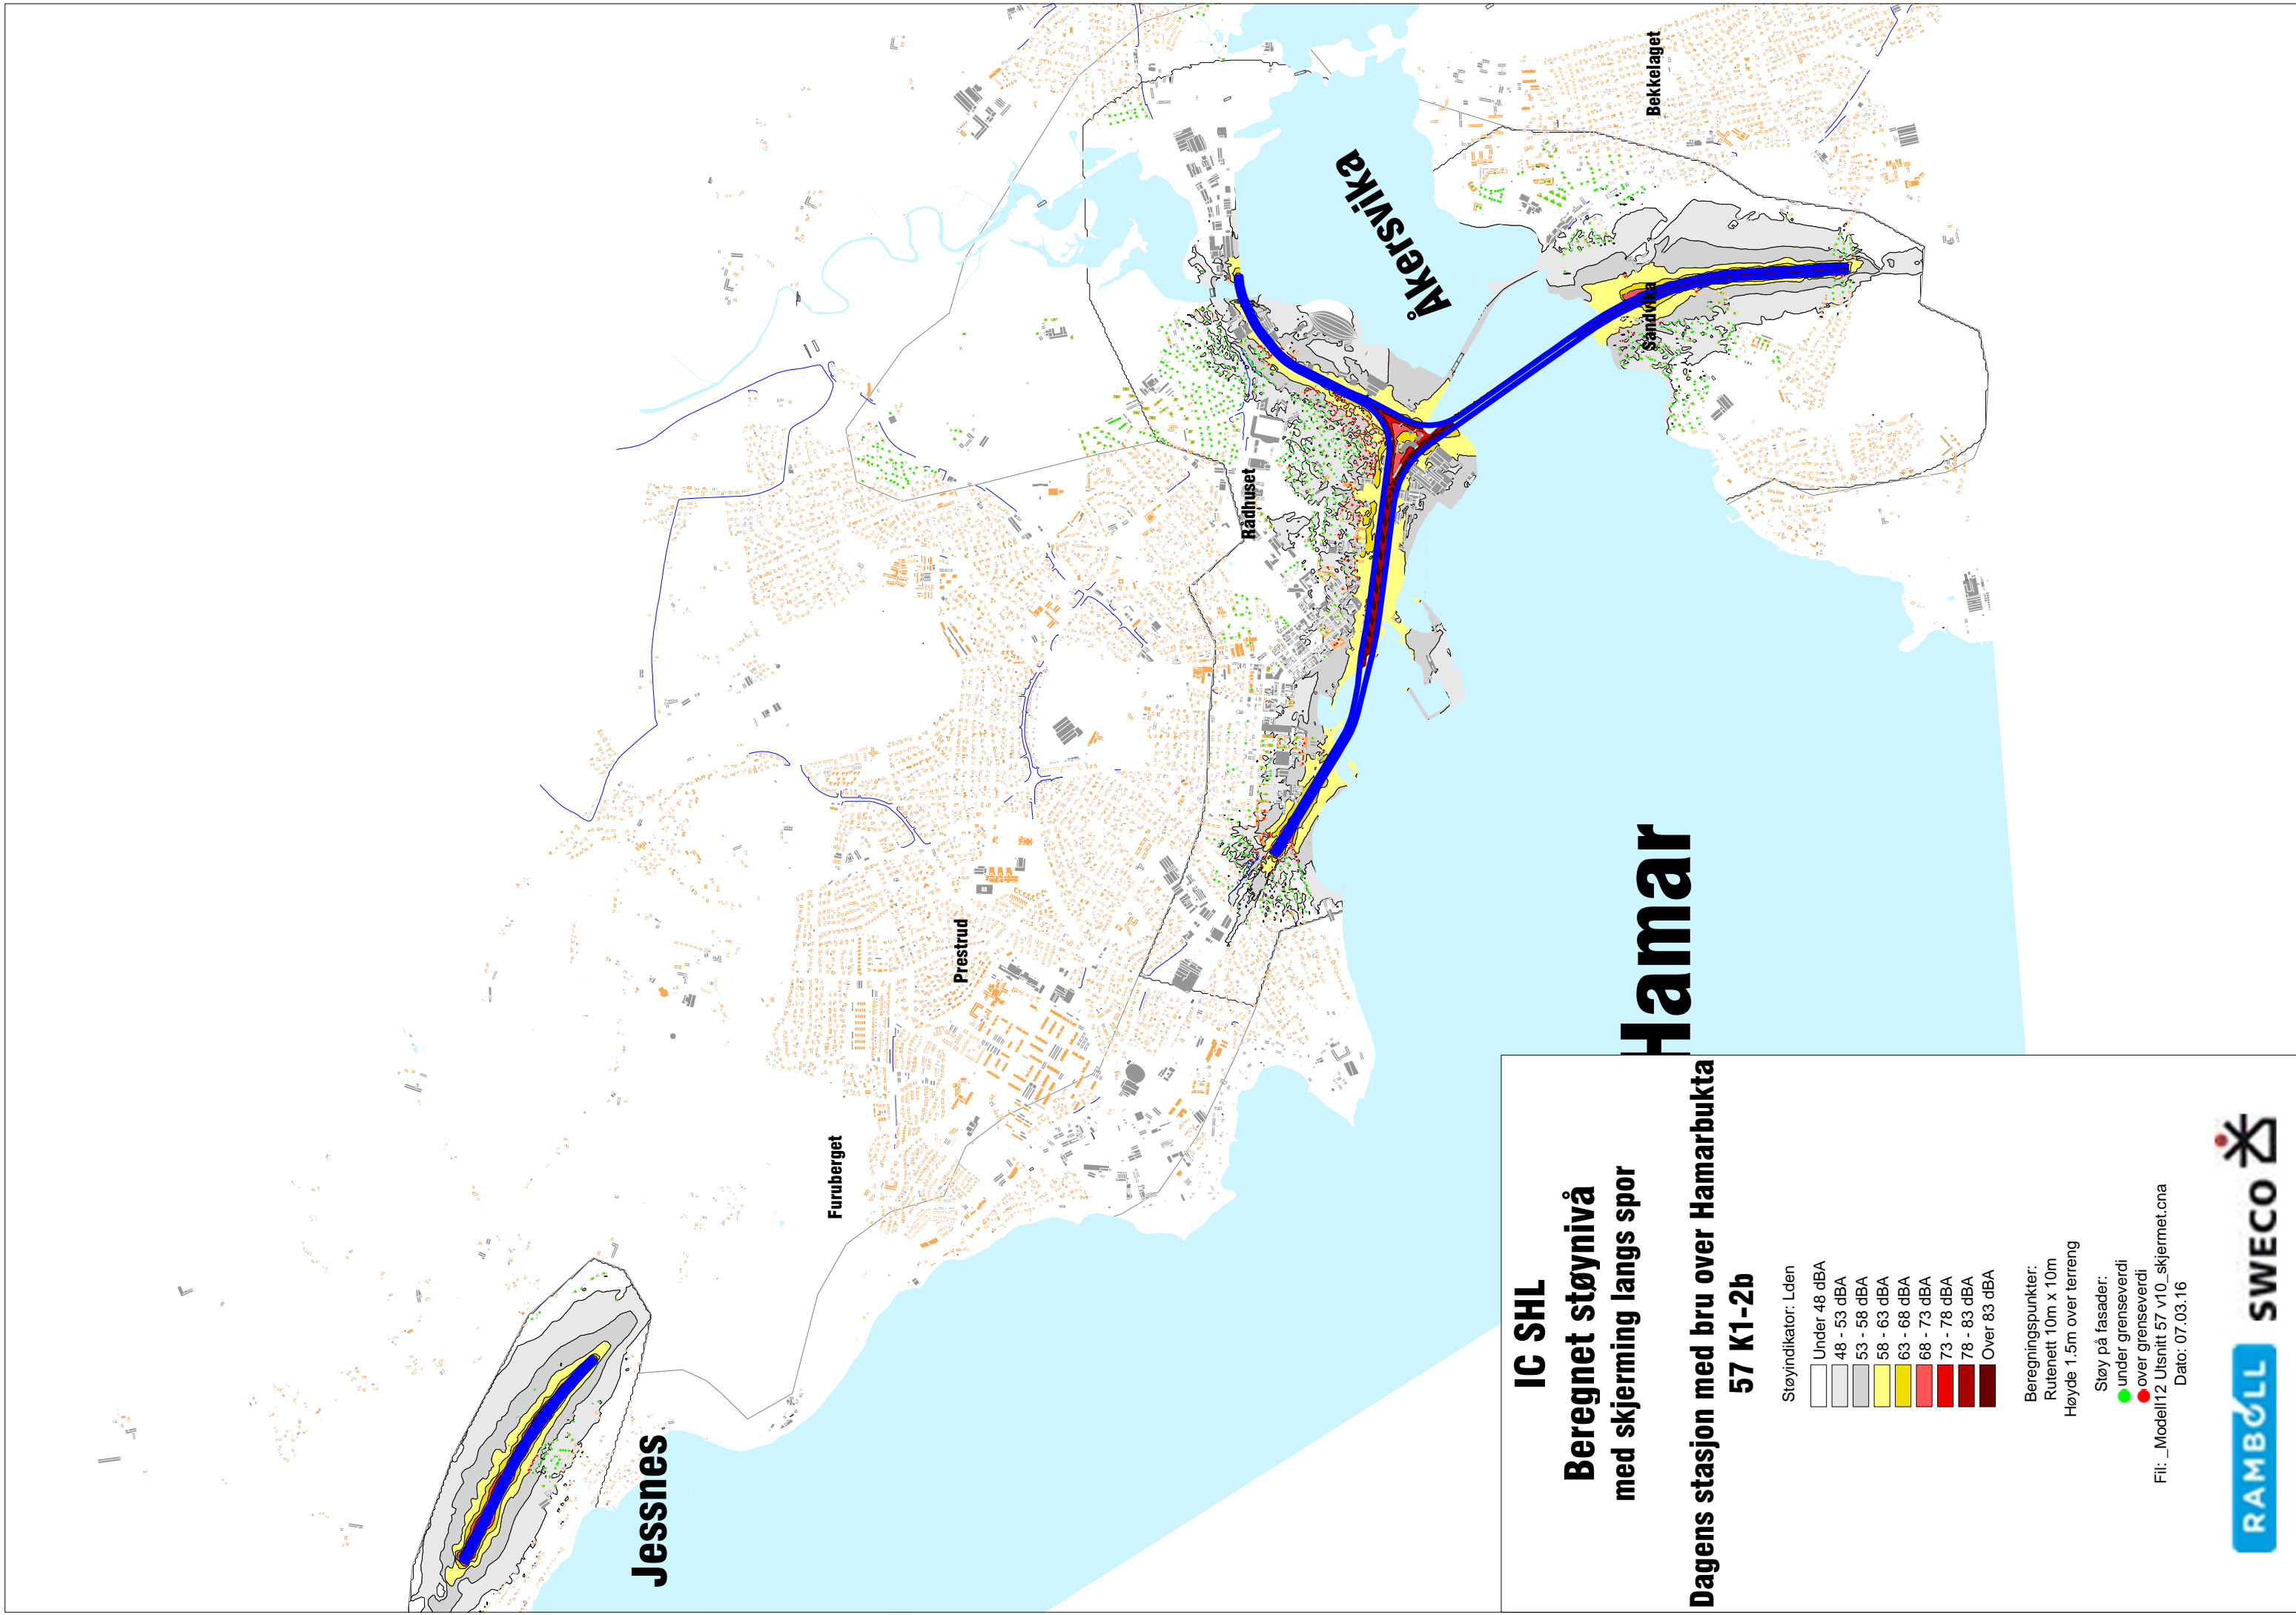 Jessnes
Furuberget
Prestrud
Rådhuset
Åkersvika
Bekkelaget
Sandvika
Hamar
IC SHL
Beregnet støynivå
med skjerming langs spor
Dagens stasjon med bru over Hamarbukta
57 K1-2b
Støyindikator: Lden
Under 48 dBA
48 - 53 dBA
53 - 58 dBA
58 - 63 dBA
63 - 68 dBA
68 - 73 dBA
73 - 78 dBA
78 - 83 dBA
Over 83 dBA
Beregningspunkter:
Rutenett 10m x 10m
Høyde 1.5m over terreng
Støy på fasader:
under grenseverdi
over grenseverdi
Fil: _Modell12 Utsnitt 57 v10_skjermet.cna
Dato: 07.03.16
RAMBOLL SWECO